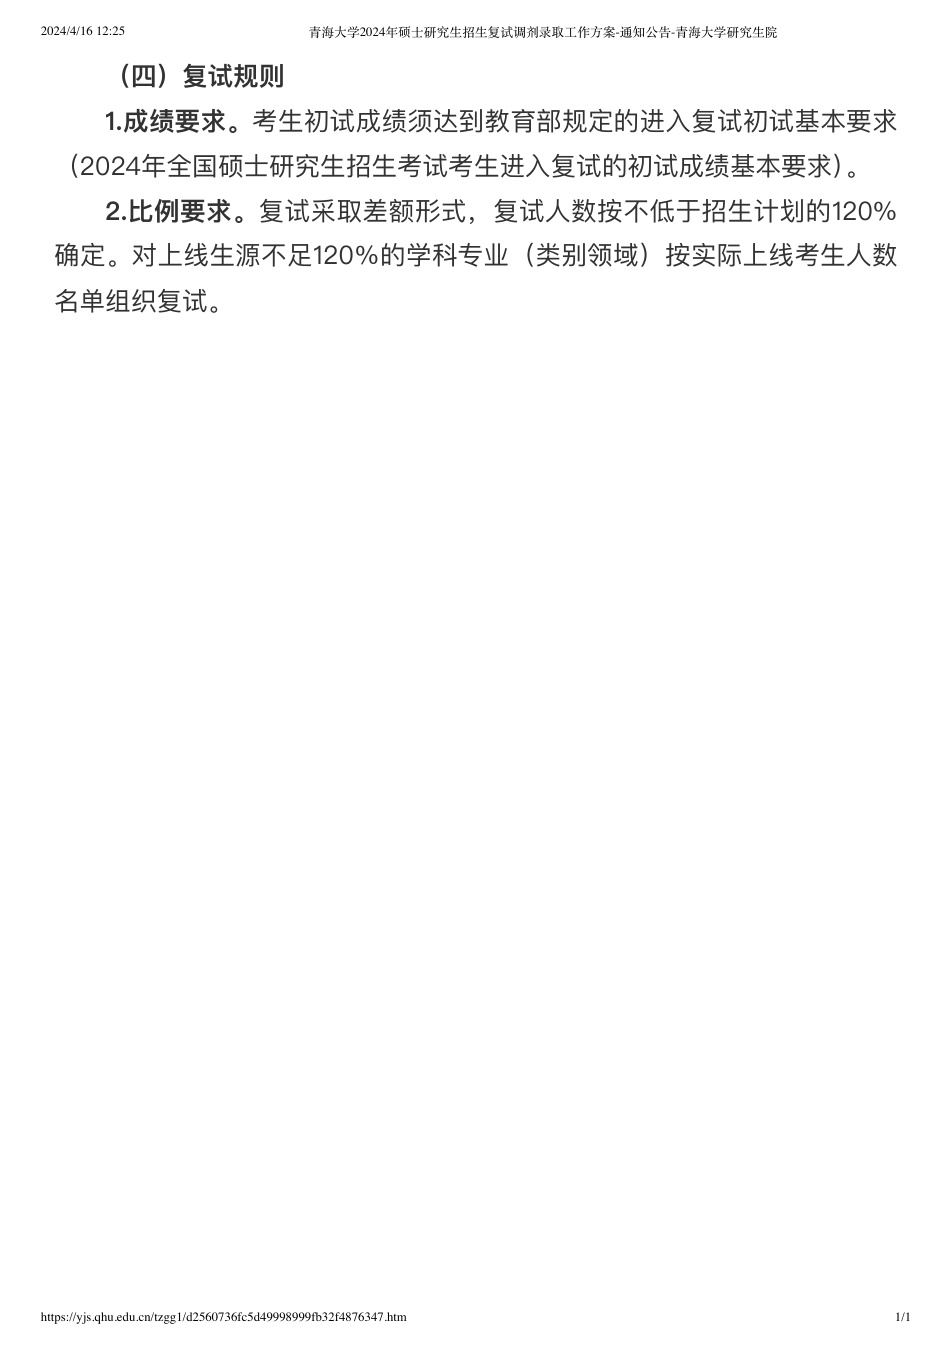 2024/4/16 12:25
青海大学2024年硕士研究生招生复试调剂录取工作方案-通知公告-青海大学研究生院
（四）复试规则
1.成绩要求。考生初试成绩须达到教育部规定的进入复试初试基本要求
（2024年全国硕士研究生招生考试考生进入复试的初试成绩基本要求）。
2.比例要求。复试采取差额形式，复试人数按不低于招生计划的120%
确定。对上线生源不足120%的学科专业（类别领域）按实际上线考生人数
名单组织复试。
https://yjs.qhu.edu.cn/tzgg1/d2560736fc5d49998999fb32f4876347.htm
1/1